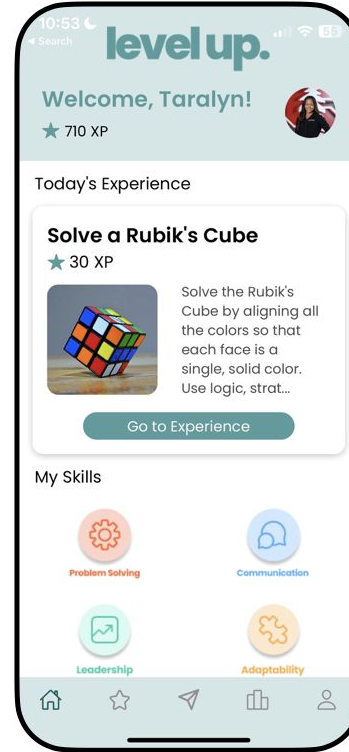 10:53
Search
level up.
Welcome, Taralyn!
710 XP
Today's Experience
Solve a Rubik's Cube
30 XP
Solve the Rubik's
Cube by aligning all
the colors so that
each face is a
single, solid color.
Use logic, strat...
Go to Experience
My Skills
Problem Solving
Communication
Leadership
Adaptability